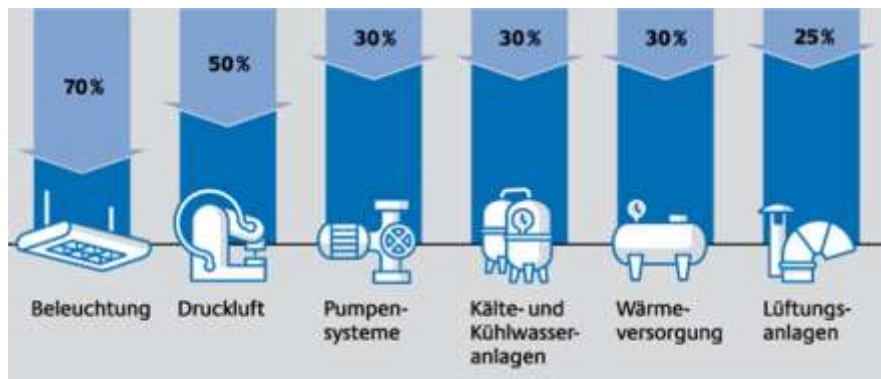 70%
50%
30%
30%
30%
25%
Beleuchtung
Druckluft
Pumpen-
systeme
Kälte- und
Kühlwasser-
anlagen
Wärme-
versorgung
Lüftungs-
anlagen